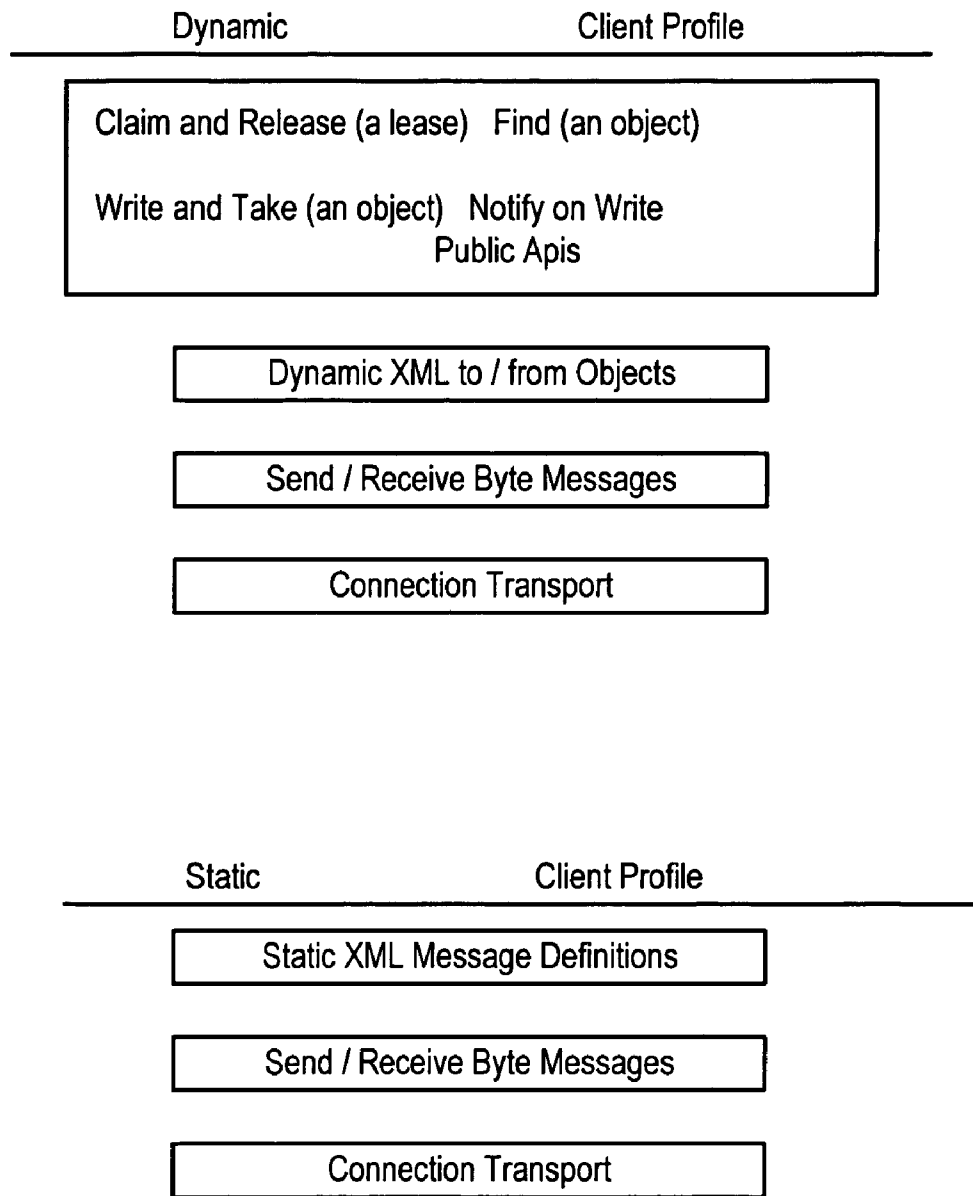 Dynamic Client Profile
Claim and Release (a lease) Find (an object)
Write and Take (an object) Notify on Write
Public Apis
Dynamic XML to / from Objects
Send / Receive Byte Messages
Connection Transport
Static Client Profile
Static XML Message Definitions
Send / Receive Byte Messages
Connection Transport